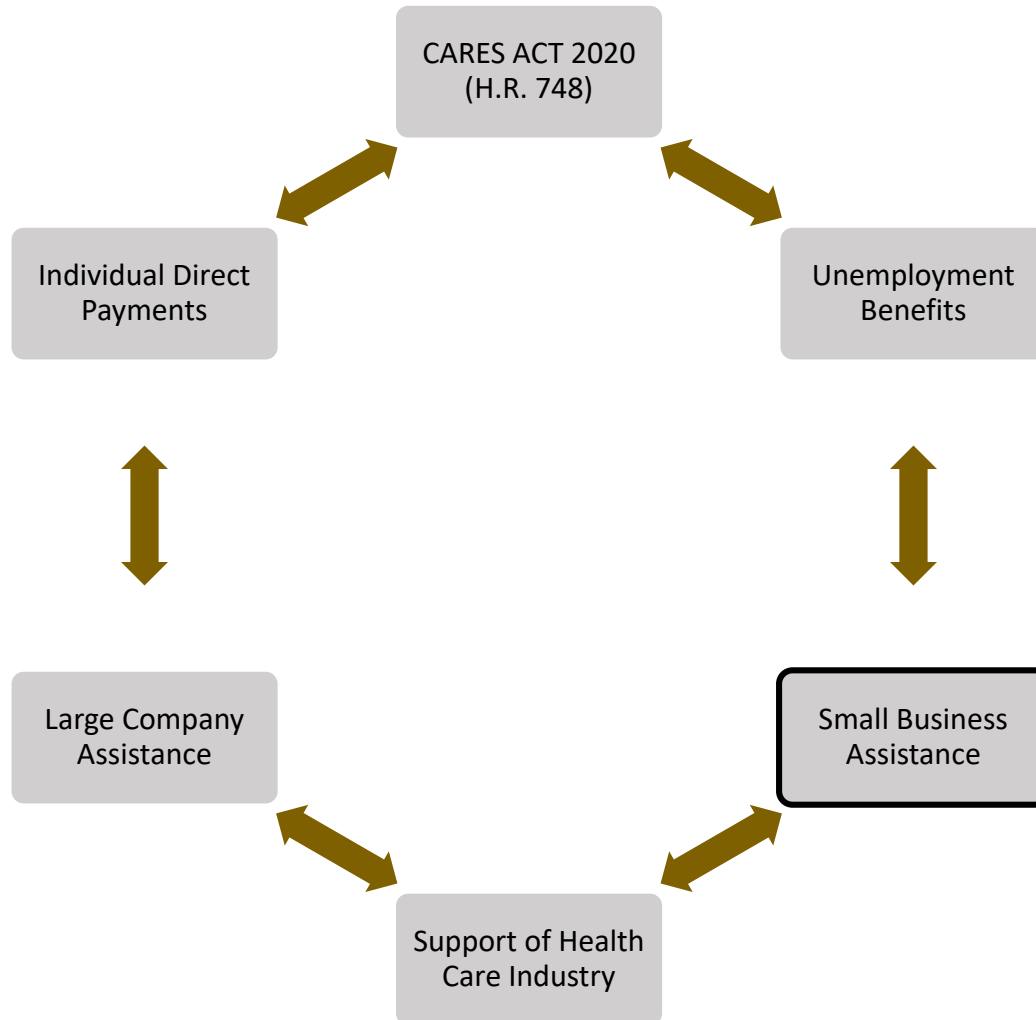 CARES ACT 2020
(H.R. 748)
Individual Direct
Payments
Unemployment
Benefits
Large Company
Assistance
Small Business
Assistance
Support of Health
Care Industry